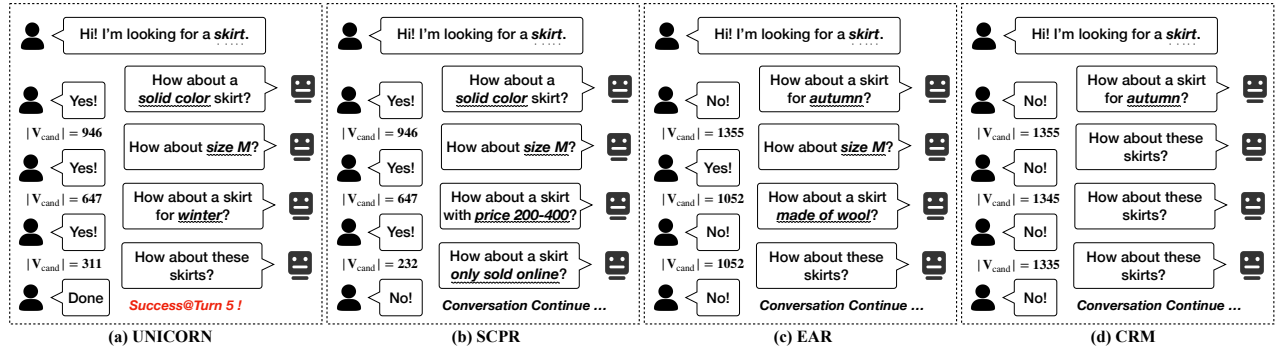 Hi! I'm looking for a skirt.
How about a
solid color skirt?
Yes!
|Vcand| = 946
How about size M?
Yes!
|Vcand| = 647
How about a skirt
for winter?
Yes!
|Vcand| = 311
How about these
skirts?
Done
Success@Turn 5 !
(a) UNICORN
Hi! I'm looking for a skirt.
How about a
solid color skirt?
Yes!
|Vcand| = 946
How about size M?
Yes!
|Vcand| = 647
How about a skirt
with price 200-400?
Yes!
|Vcand| = 232
How about a skirt
only sold online?
No!
Conversation Continue ...
(b) SCPR
Hi! I'm looking for a skirt.
How about a skirt
for autumn?
No!
|Vcand| = 1355
How about size M?
Yes!
|Vcand| = 1052
How about a skirt
made of wool?
No!
|Vcand| = 1052
How about these
skirts?
No!
Conversation Continue ...
(c) EAR
Hi! I'm looking for a skirt.
How about a skirt
for autumn?
No!
|Vcand| = 1355
How about these
skirts?
No!
|Vcand| = 1345
How about these
skirts?
No!
|Vcand| = 1335
How about these
skirts?
No!
Conversation Continue ...
(d) CRM